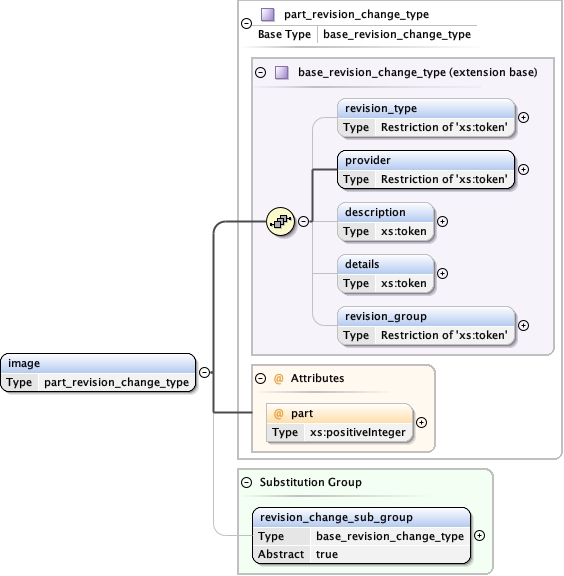 part_revision_change_type
Base Type base_revision_change_type
base_revision_change_type (extension base)
revision_type
Type Restriction of 'xs:token'
provider
Type Restriction of 'xs:token'
description
Type xs:token
details
Type xs:token
revision_group
Type Restriction of 'xs:token'
image
Type part_revision_change_type
@ Attributes
@ part
Type xs:positiveInteger
Substitution Group
revision_change_sub_group
Type base_revision_change_type
Abstract true